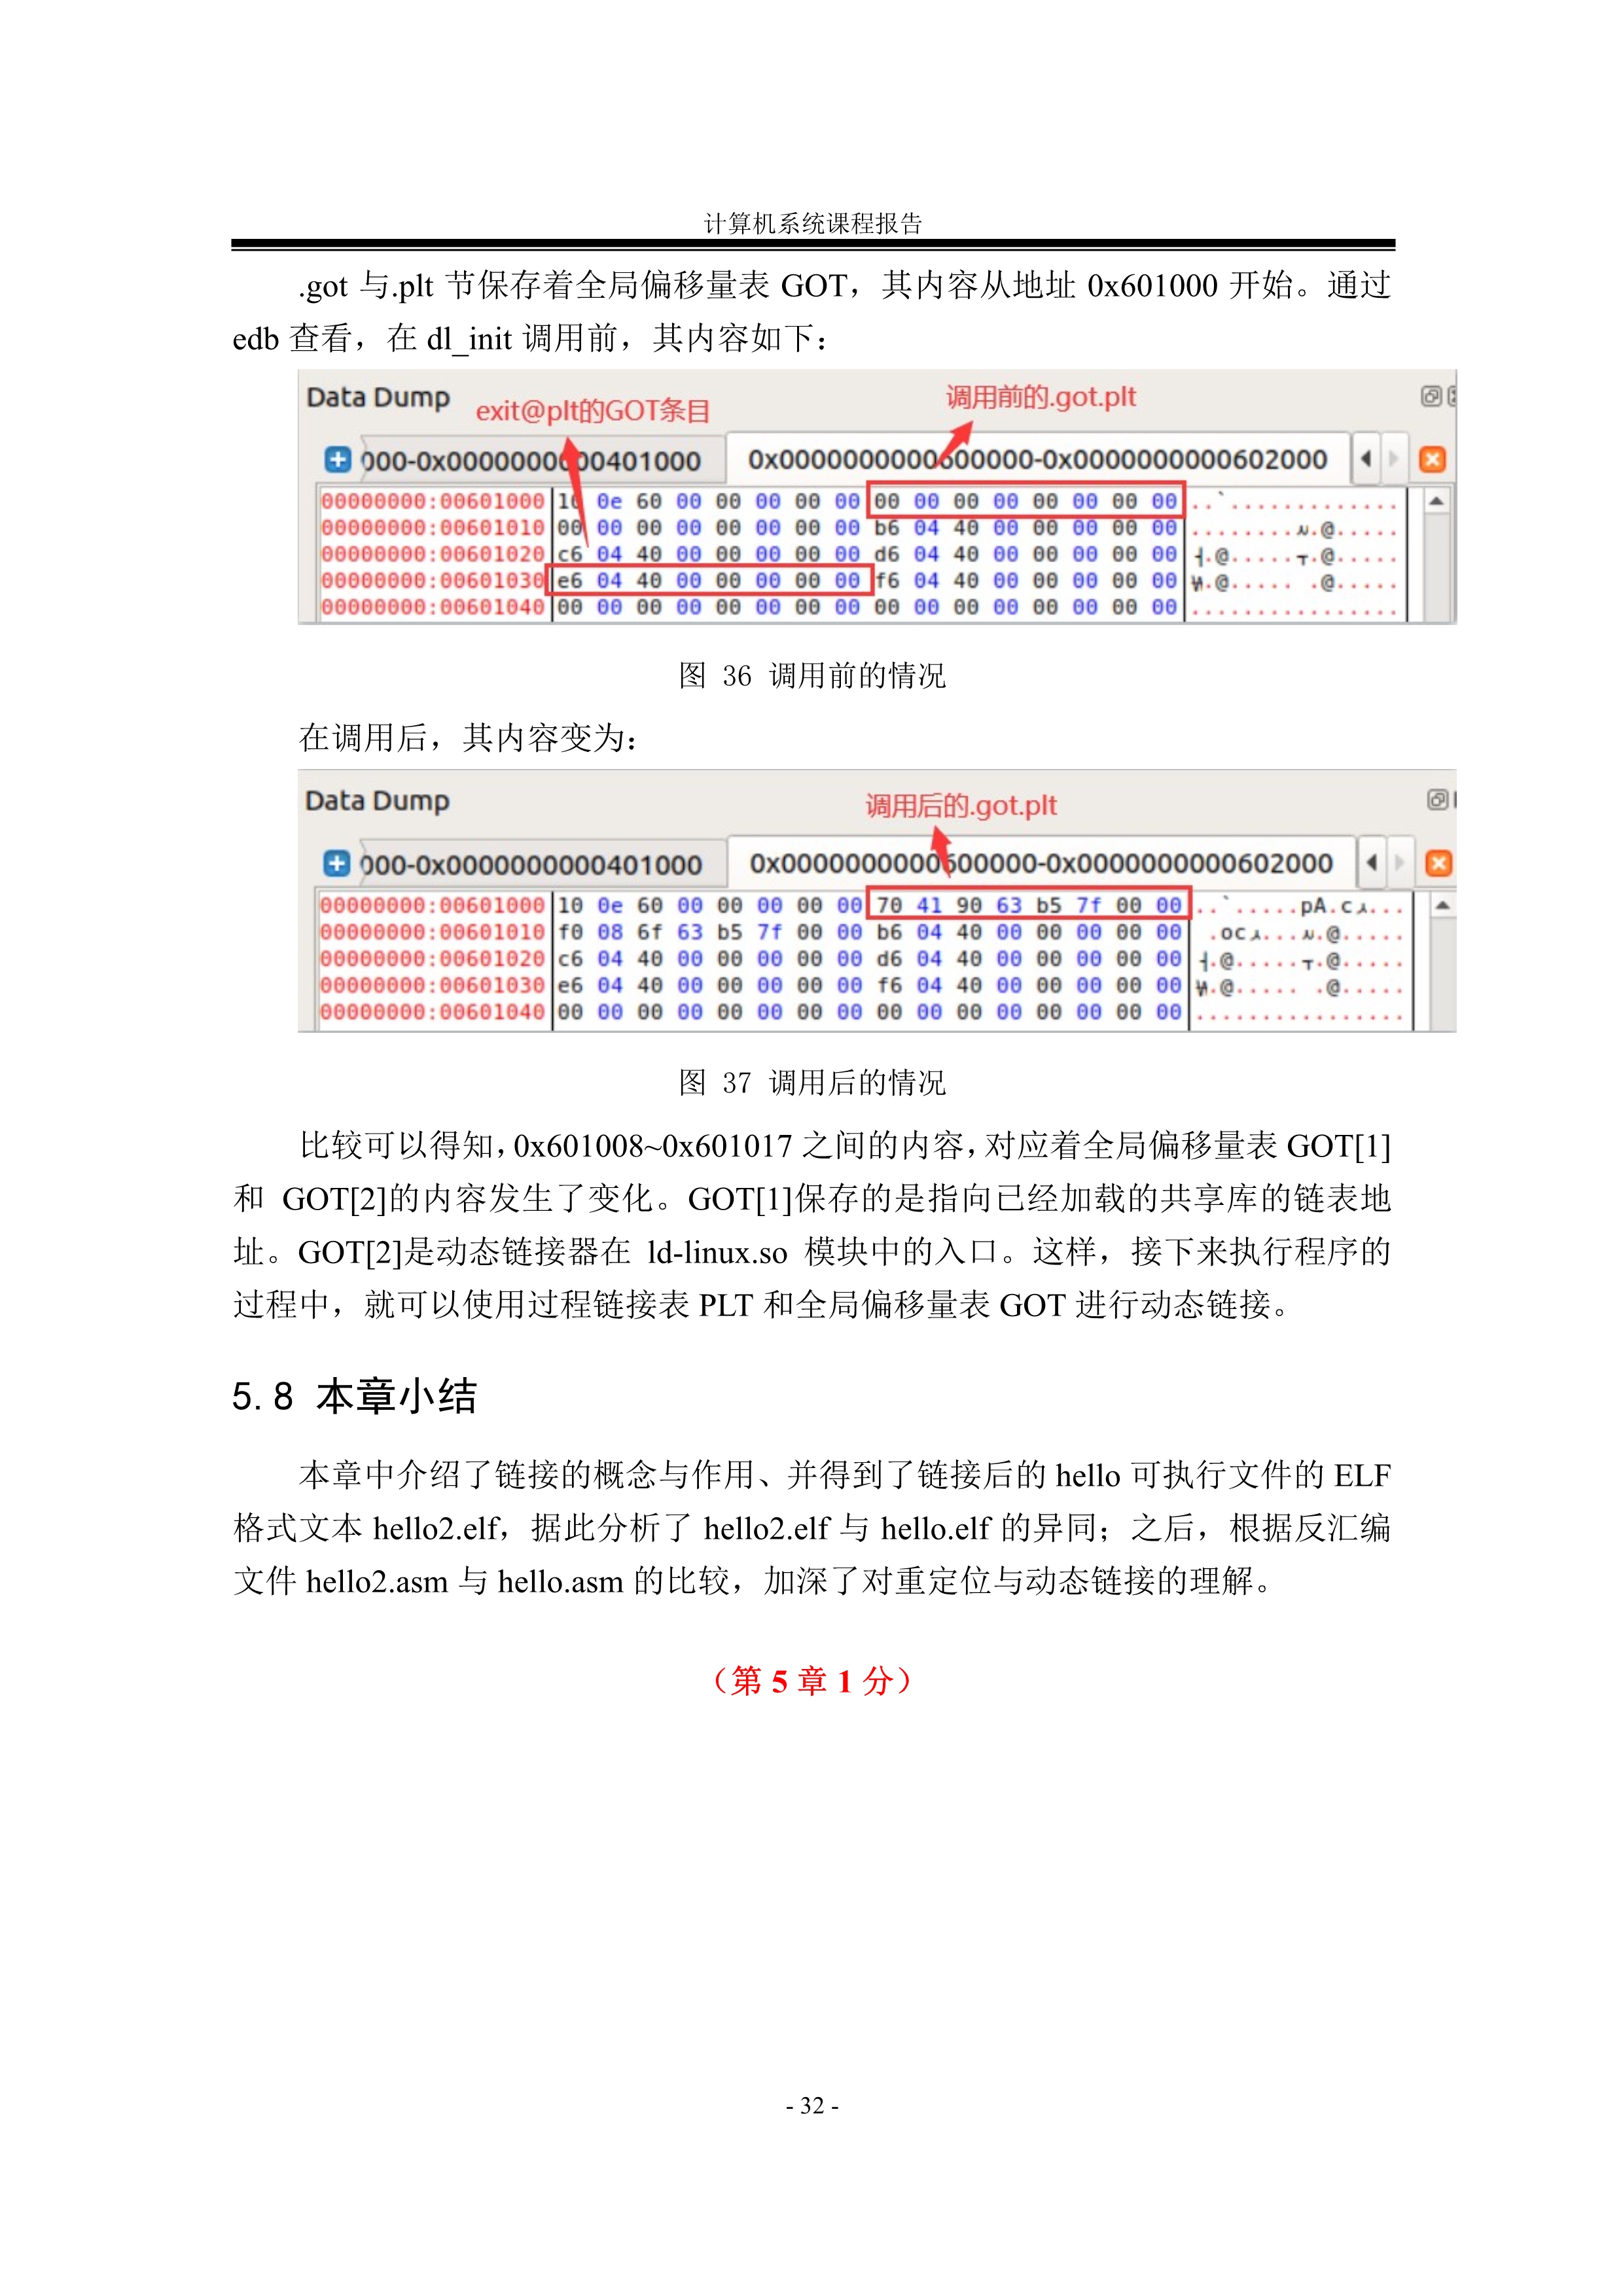 计算机系统课程报告
.got 与.plt 节保存着全局偏移量表 GOT，其内容从地址 0x601000 开始。通过
edb 查看，在 dl_init 调用前，其内容如下：
Data Dump
exit@plt的GOT条目
调用前的.got.plt
000-0x0000000000401000
0x0000000000600000-0x0000000000602000
00000000:00601000 10 0e 60 00 00 00 00 00 00 00 00 00 00 00 00 00 ..`.............
00000000:00601010 00 00 00 00 00 00 00 00 b6 04 40 00 00 00 00 00
00000000:00601020 c6 04 40 00 00 00 00 00 d6 04 40 00 00 00 00 00
00000000:00601030 e6 04 40 00 00 00 00 00 f6 04 40 00 00 00 00 00
00000000:00601040 00 00 00 00 00 00 00 00 00 00 00 00 00 00 00 00 ................
图 36 调用前的情况
在调用后，其内容变为：
Data Dump
调用后的.got.plt
000-0x0000000000401000
0x0000000000600000-0x0000000000602000
00000000:00601000 10 0e 60 00 00 00 00 00 70 41 90 63 b5 7f 00 00
00000000:00601010 f0 08 6f 63 b5 7f 00 00 b6 04 40 00 00 00 00 00
00000000:00601020 c6 04 40 00 00 00 00 00 d6 04 40 00 00 00 00 00
00000000:00601030 e6 04 40 00 00 00 00 00 f6 04 40 00 00 00 00 00
00000000:00601040 00 00 00 00 00 00 00 00 00 00 00 00 00 00 00 00 ................
图 37 调用后的情况
比较可以得知，0x601008~0x601017 之间的内容，对应着全局偏移量表 GOT[1]
和 GOT[2]的内容发生了变化。GOT[1]保存的是指向已经加载的共享库的链表地
址。GOT[2]是动态链接器在 ld-linux.so 模块中的入口。这样，接下来执行程序的
过程中，就可以使用过程链接表 PLT 和全局偏移量表 GOT 进行动态链接。
5.8 本章小结
本章中介绍了链接的概念与作用、并得到了链接后的 hello 可执行文件的 ELF
格式文本 hello2.elf，据此分析了 hello2.elf 与 hello.elf 的异同；之后，根据反汇编
文件 hello2.asm 与 hello.asm 的比较，加深了对重定位与动态链接的理解。
（第 5 章 1 分）
- 32 -